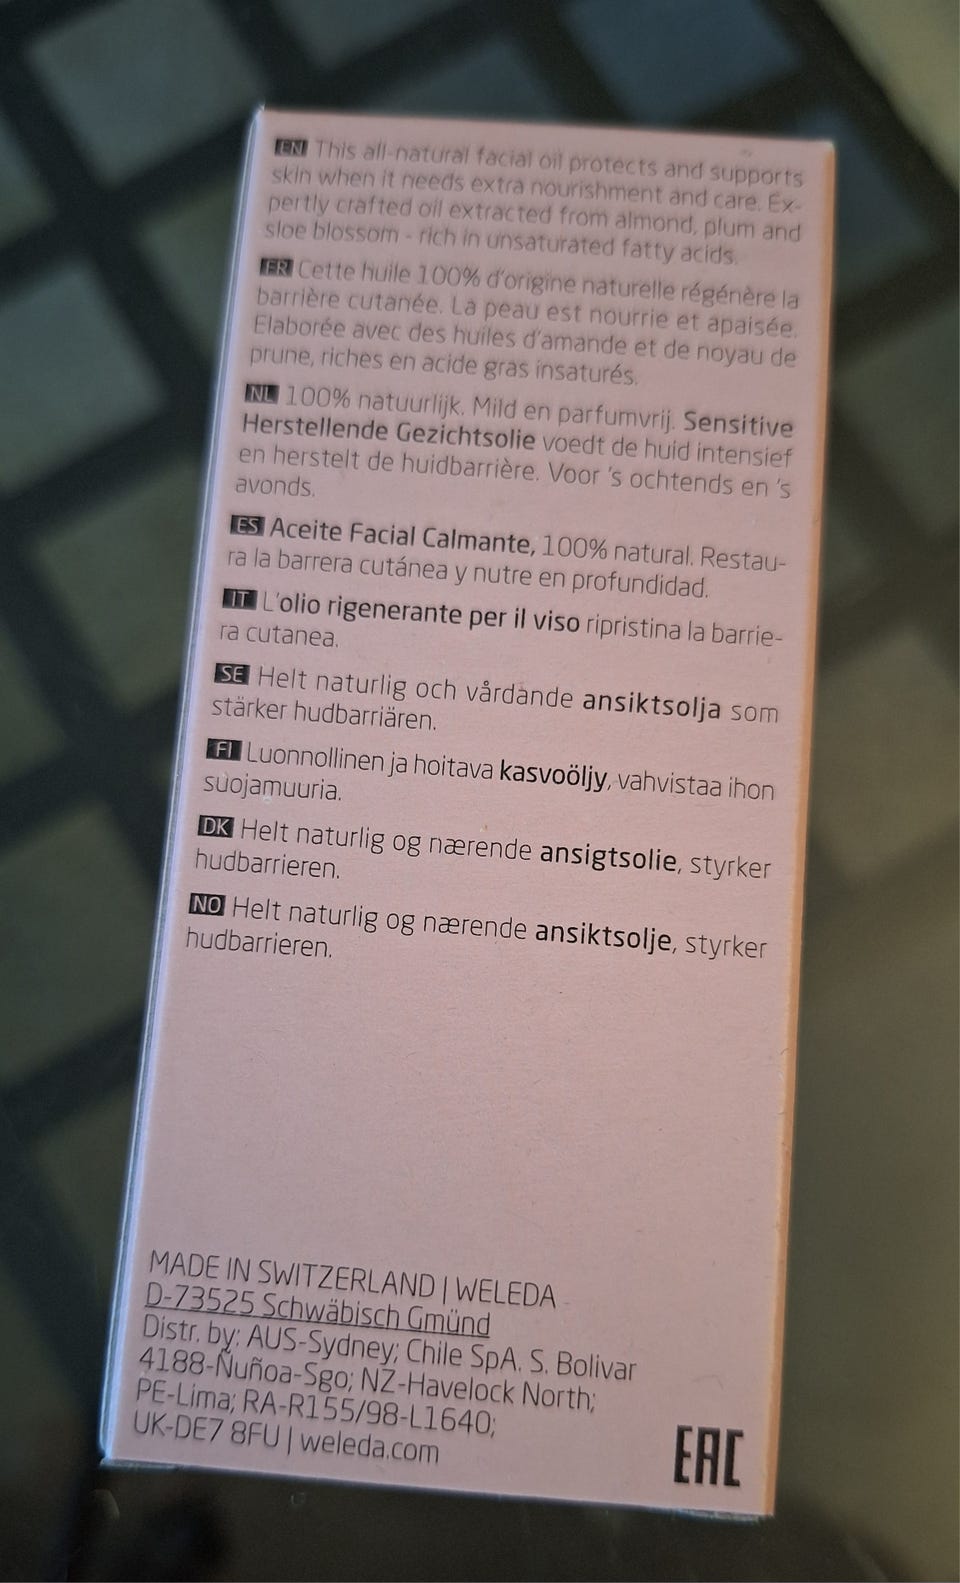 EN This all-natural facial oil protects and supports
skin when it needs extra nourishment and care. Ex-
pertly crafted oil extracted from almond, plum and
sloe blossom - rich in unsaturated fatty acids.
FR Cette huile 100% d'origine naturelle régénère la
barrière cutanée. La peau est nourrie et apaisée.
Elaborée avec des huiles d'amande et de noyau de
prune, riches en acide gras insaturés.
NL 100% natuurlijk. Mild en parfumvrij. Sensitive
Herstellende Gezichtsolie voedt de huid intensief
en herstelt de huidbarrière. Voor 's ochtends en 's
avonds.
ES Aceite Facial Calmante, 100% natural. Restau-
ra la barrera cutánea y nutre en profundidad.
IT L'olio rigenerante per il viso ripristina la barrie-
ra cutanea.
SE Helt naturlig och vårdande ansiktsolja som
stärker hudbarriären.
FI Luonnollinen ja hoitava kasvoöljy, vahvistaa ihon
suojamuuria.
DK Helt naturlig og nærende ansigtsolie, styrker
hudbarrieren.
NO Helt naturlig og nærende ansiktsolje, styrker
hudbarrieren.
MADE IN SWITZERLAND | WELEDA
D-73525 Schwäbisch Gmünd
Distr. by: AUS-Sydney; Chile SpA. S. Bolivar
4188-Ñuñoa-Sgo; NZ-Havelock North;
PE-Lima; RA-R155/98-L1640;
UK-DE7 8FU | weleda.com
EAC